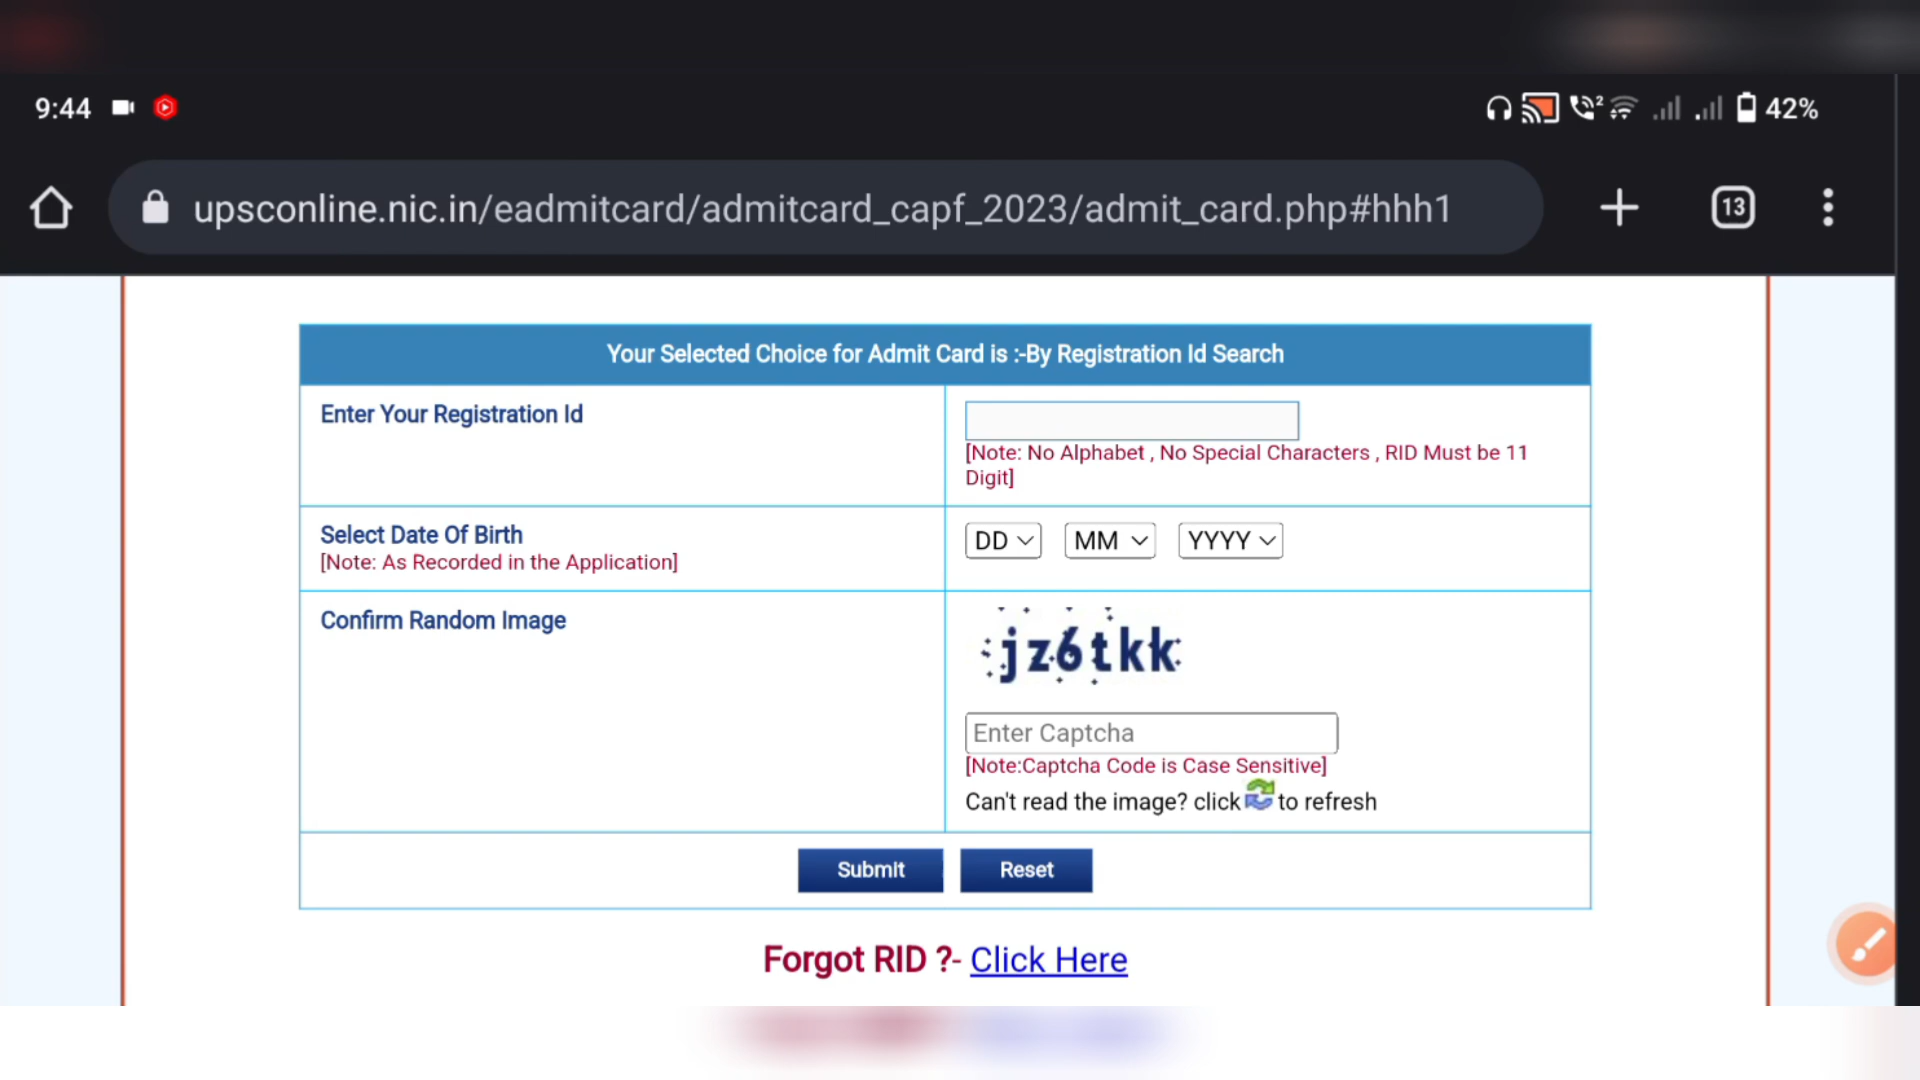 9:44
2
42%
upsconline.nic.in/eadmitcard/admitcard_capf_2023/admit_card.php#hhh1
13
Your Selected Choice for Admit Card is :-By Registration Id Search
Enter Your Registration Id
[Note: No Alphabet , No Special Characters , RID Must be 11
Digit]
Select Date Of Birth
[Note: As Recorded in the Application]
DD MM YYYY
Confirm Random Image
jz6tkk
Enter Captcha
[Note:Captcha Code is Case Sensitive]
Can't read the image? click to refresh
Submit Reset
Forgot RID ?- Click Here